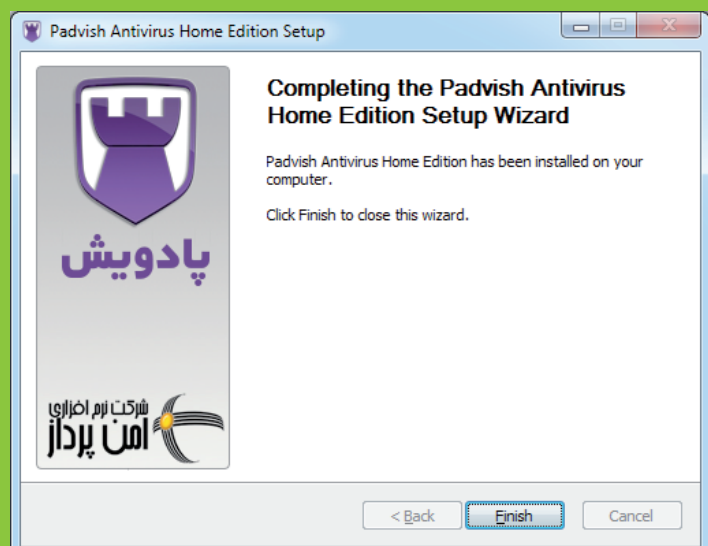 Padvish Antivirus Home Edition Setup
Completing the Padvish Antivirus
Home Edition Setup Wizard
Padvish Antivirus Home Edition has been installed on your
computer.
Click Finish to close this wizard.
پادویش
شرکت نرم افزاری
امن پرداز
< Back
Finish
Cancel